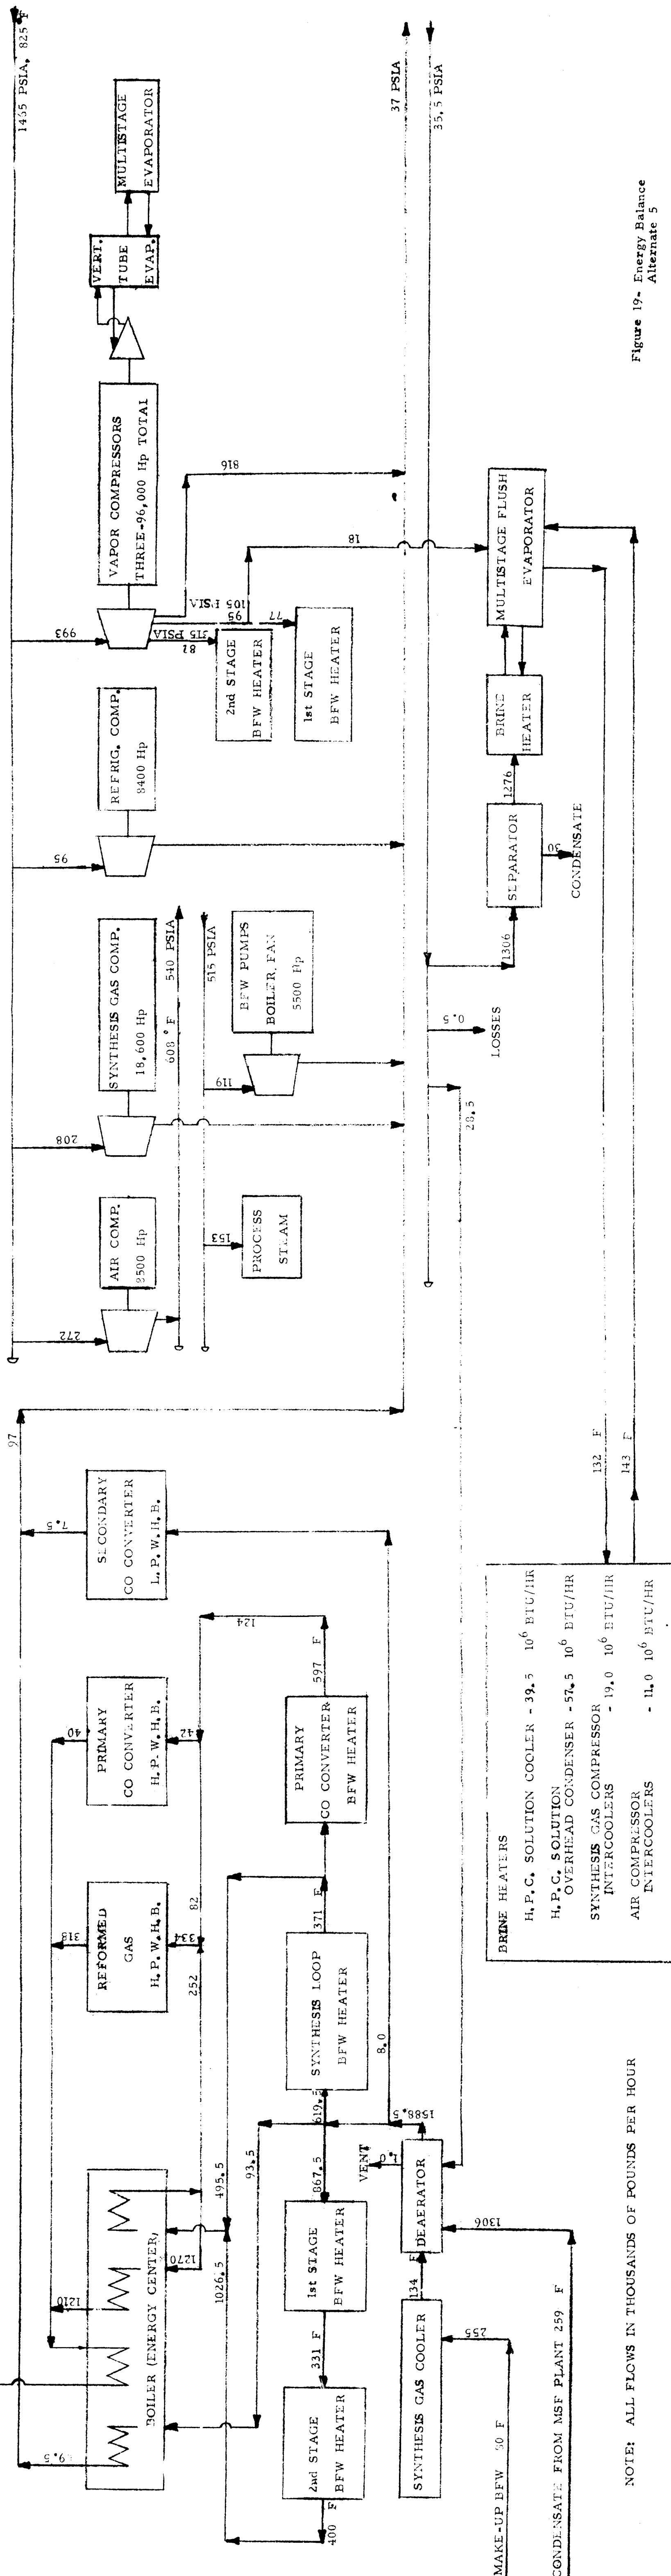 1465 PSIA, 825°F
993
VAPOR COMPRESSORS
THREE-96,000 Hp TOTAL
VERT.
TUBE
EVAP.
MULTISTAGE
EVAPORATOR
315 PSIA
105 PSIA
95
77
816
18
2nd STAGE
BFW HEATER
1st STAGE
BFW HEATER
95
REFRIG. COMP.
8400 Hp
208
SYNTHESIS GAS COMP.
18,600 Hp
272
AIR COMP.
8500 Hp
608°F
540 PSIA
515 PSIA
119
BFW PUMPS
BOILER, FAN
5500 Hp
153
PROCESS
STEAM
37 PSIA
35.5 PSIA
28.5
0.5
LOSSES
1306
SEPARATOR
30
CONDENSATE
1276
BRINE
HEATER
MULTISTAGE FLUSH
EVAPORATOR
132 F
143 F
97
7.5
SECONDARY
CO CONVERTER
L.P.W.H.B.
40
PRIMARY
CO CONVERTER
H.P.W.H.B.
42
124
318
REFORMED
GAS
H.P.W.H.B.
334
82
252
1210
1270
BOILER (ENERGY CENTER)
495.5
1026.5
93.5
597 F
PRIMARY
CO CONVERTER
BFW HEATER
371 F
SYNTHESIS LOOP
BFW HEATER
8.0
867.5
1st STAGE
BFW HEATER
331 F
2nd STAGE
BFW HEATER
400 F
1588.5
VENT
1.0
DEAERATOR
134 F
SYNTHESIS GAS COOLER
255
MAKE-UP BFW
1306
CONDENSATE FROM MSF PLANT 259 F
BRINE HEATERS
H.P.C. SOLUTION COOLER - 39.5 10⁶ BTU/HR
H.P.C. SOLUTION
OVERHEAD CONDENSER - 57.5 10⁶ BTU/HR
SYNTHESIS GAS COMPRESSOR
INTERCOOLERS - 19.0 10⁶ BTU/HR
AIR COMPRESSOR
INTERCOOLERS - 11.0 10⁶ BTU/HR
NOTE: ALL FLOWS IN THOUSANDS OF POUNDS PER HOUR
Figure 19- Energy Balance
Alternate 5